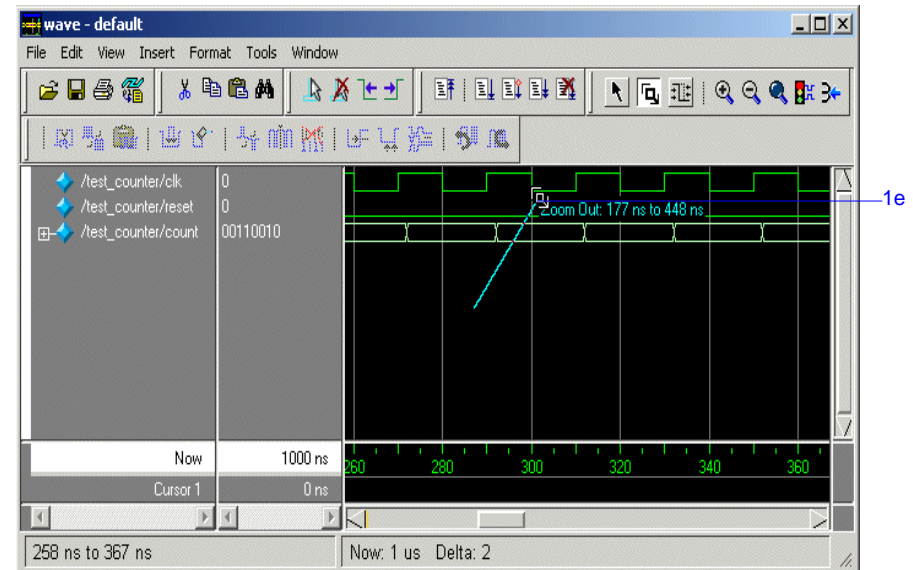 wave - default
File Edit View Insert Format Tools Window
/test_counter/clk 0
/test_counter/reset 0
/test_counter/count 00110010
Zoom Out: 177 ns to 448 ns
1e
Now 1000 ns
260 280 300 320 340 360
Cursor 1 0 ns
258 ns to 367 ns Now: 1 us Delta: 2